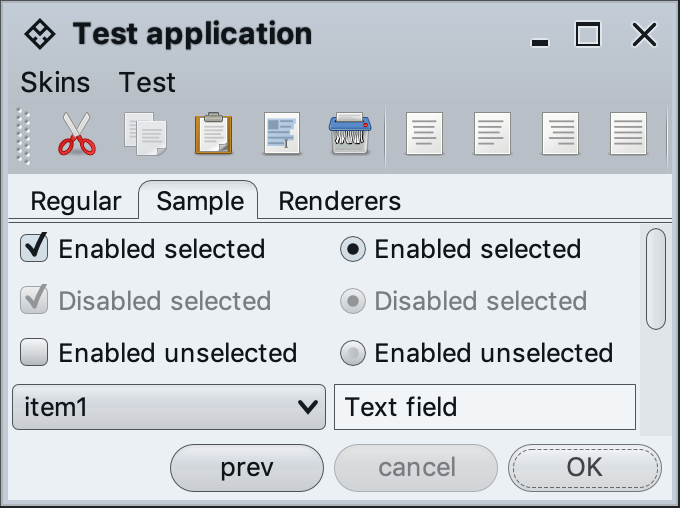 Test application
Skins Test
Regular Sample Renderers
Enabled selected Enabled selected
Disabled selected Disabled selected
Enabled unselected Enabled unselected
item1 Text field
prev cancel OK